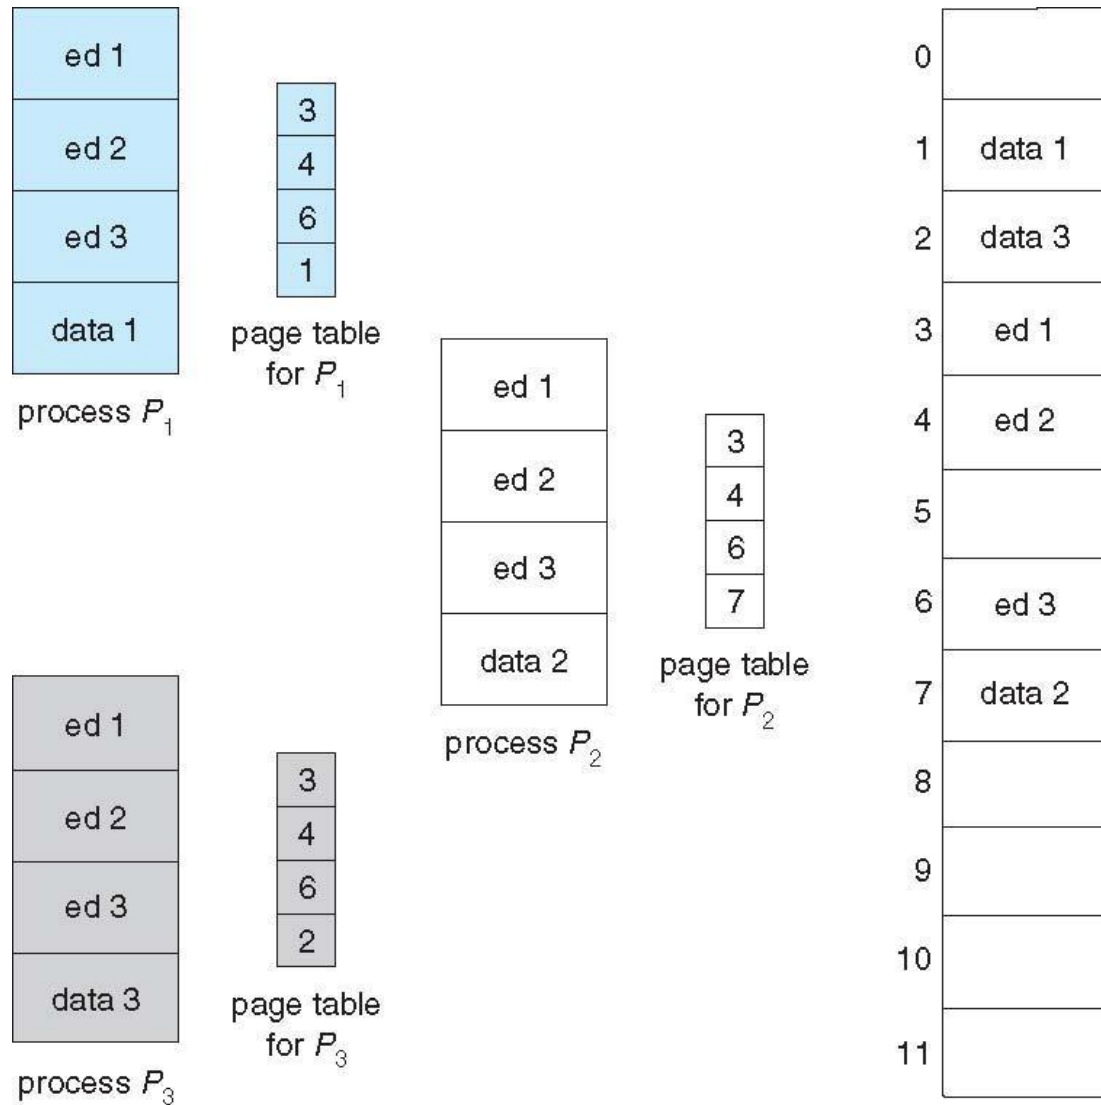 ed 1
ed 2
ed 3
data 1
process P1
3
4
6
1
page table
for P1
ed 1
ed 2
ed 3
data 2
process P2
3
4
6
7
page table
for P2
ed 1
ed 2
ed 3
data 3
process P3
3
4
6
2
page table
for P3
0
1 data 1
2 data 3
3 ed 1
4 ed 2
5
6 ed 3
7 data 2
8
9
10
11